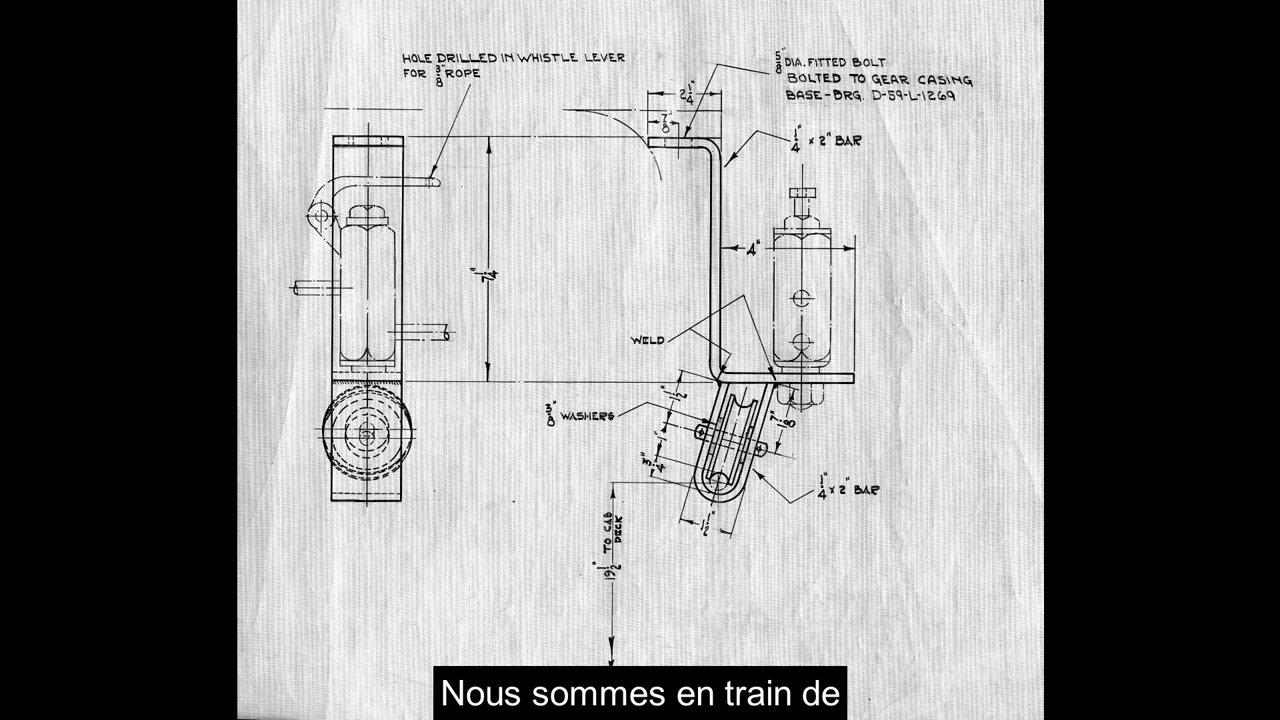 HOLE DRILLED IN WHISTLE LEVER
FOR 3/8" ROPE
5/8" DIA. FITTED BOLT
BOLTED TO GEAR CASING
BASE-BRG. D-59-L-1269
2 1/4"
7/8"
1/4 x 2" BAR
4"
7 1/4"
WELD
1 1/2"
3/8" WASHERS
1"
1 7/8"
3/4"
1/4 x 2" BAR
1 1/2"
19 1/2" TO CAB
DECK
Nous sommes en train de